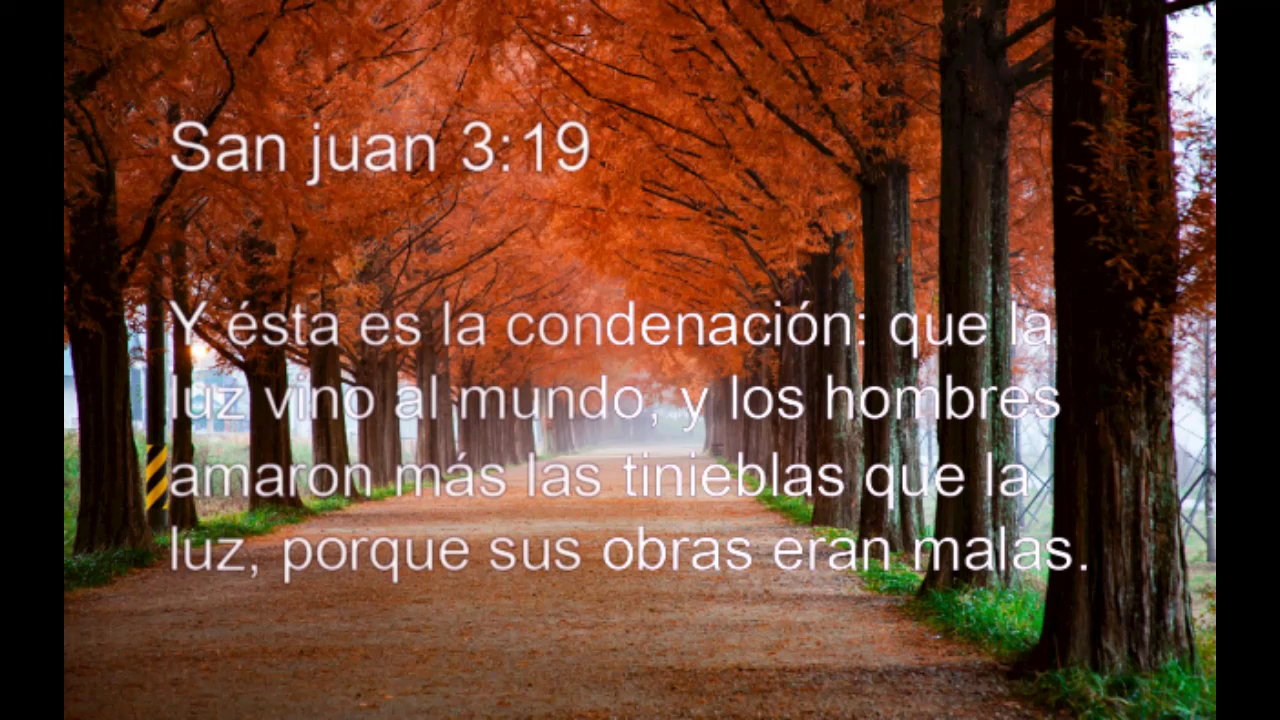 San juan 3:19
Y ésta es la condenación: que la
luz vino al mundo, y los hombres
amaron más las tinieblas que la
luz, porque sus obras eran malas.